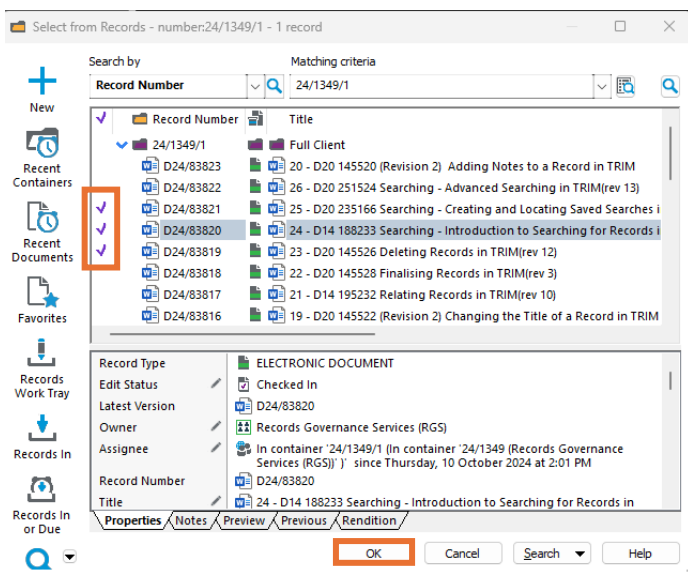 Select from Records - number:24/1349/1 - 1 record
Search by Matching criteria
Record Number 24/1349/1
New
Recent Containers
Recent Documents
Favorites
Records Work Tray
Records In
Records In or Due
Record Number Title
24/1349/1 Full Client
D24/83823 20 - D20 145520 (Revision 2) Adding Notes to a Record in TRIM
D24/83822 26 - D20 251524 Searching - Advanced Searching in TRIM(rev 13)
D24/83821 25 - D20 235166 Searching - Creating and Locating Saved Searches i
D24/83820 24 - D14 188233 Searching - Introduction to Searching for Records i
D24/83819 23 - D20 145526 Deleting Records in TRIM(rev 12)
D24/83818 22 - D20 145528 Finalising Records in TRIM(rev 3)
D24/83817 21 - D14 195232 Relating Records in TRIM(rev 10)
D24/83816 19 - D20 145522 (Revision 2) Changing the Title of a Record in TRIM
Record Type ELECTRONIC DOCUMENT
Edit Status Checked In
Latest Version D24/83820
Owner Records Governance Services (RGS)
Assignee In container '24/1349/1 (In container '24/1349 (Records Governance
Services (RGS))' )' since Thursday, 10 October 2024 at 2:01 PM
Record Number D24/83820
Title 24 - D14 188233 Searching - Introduction to Searching for Records in
Properties Notes Preview Previous Rendition
OK Cancel Search Help